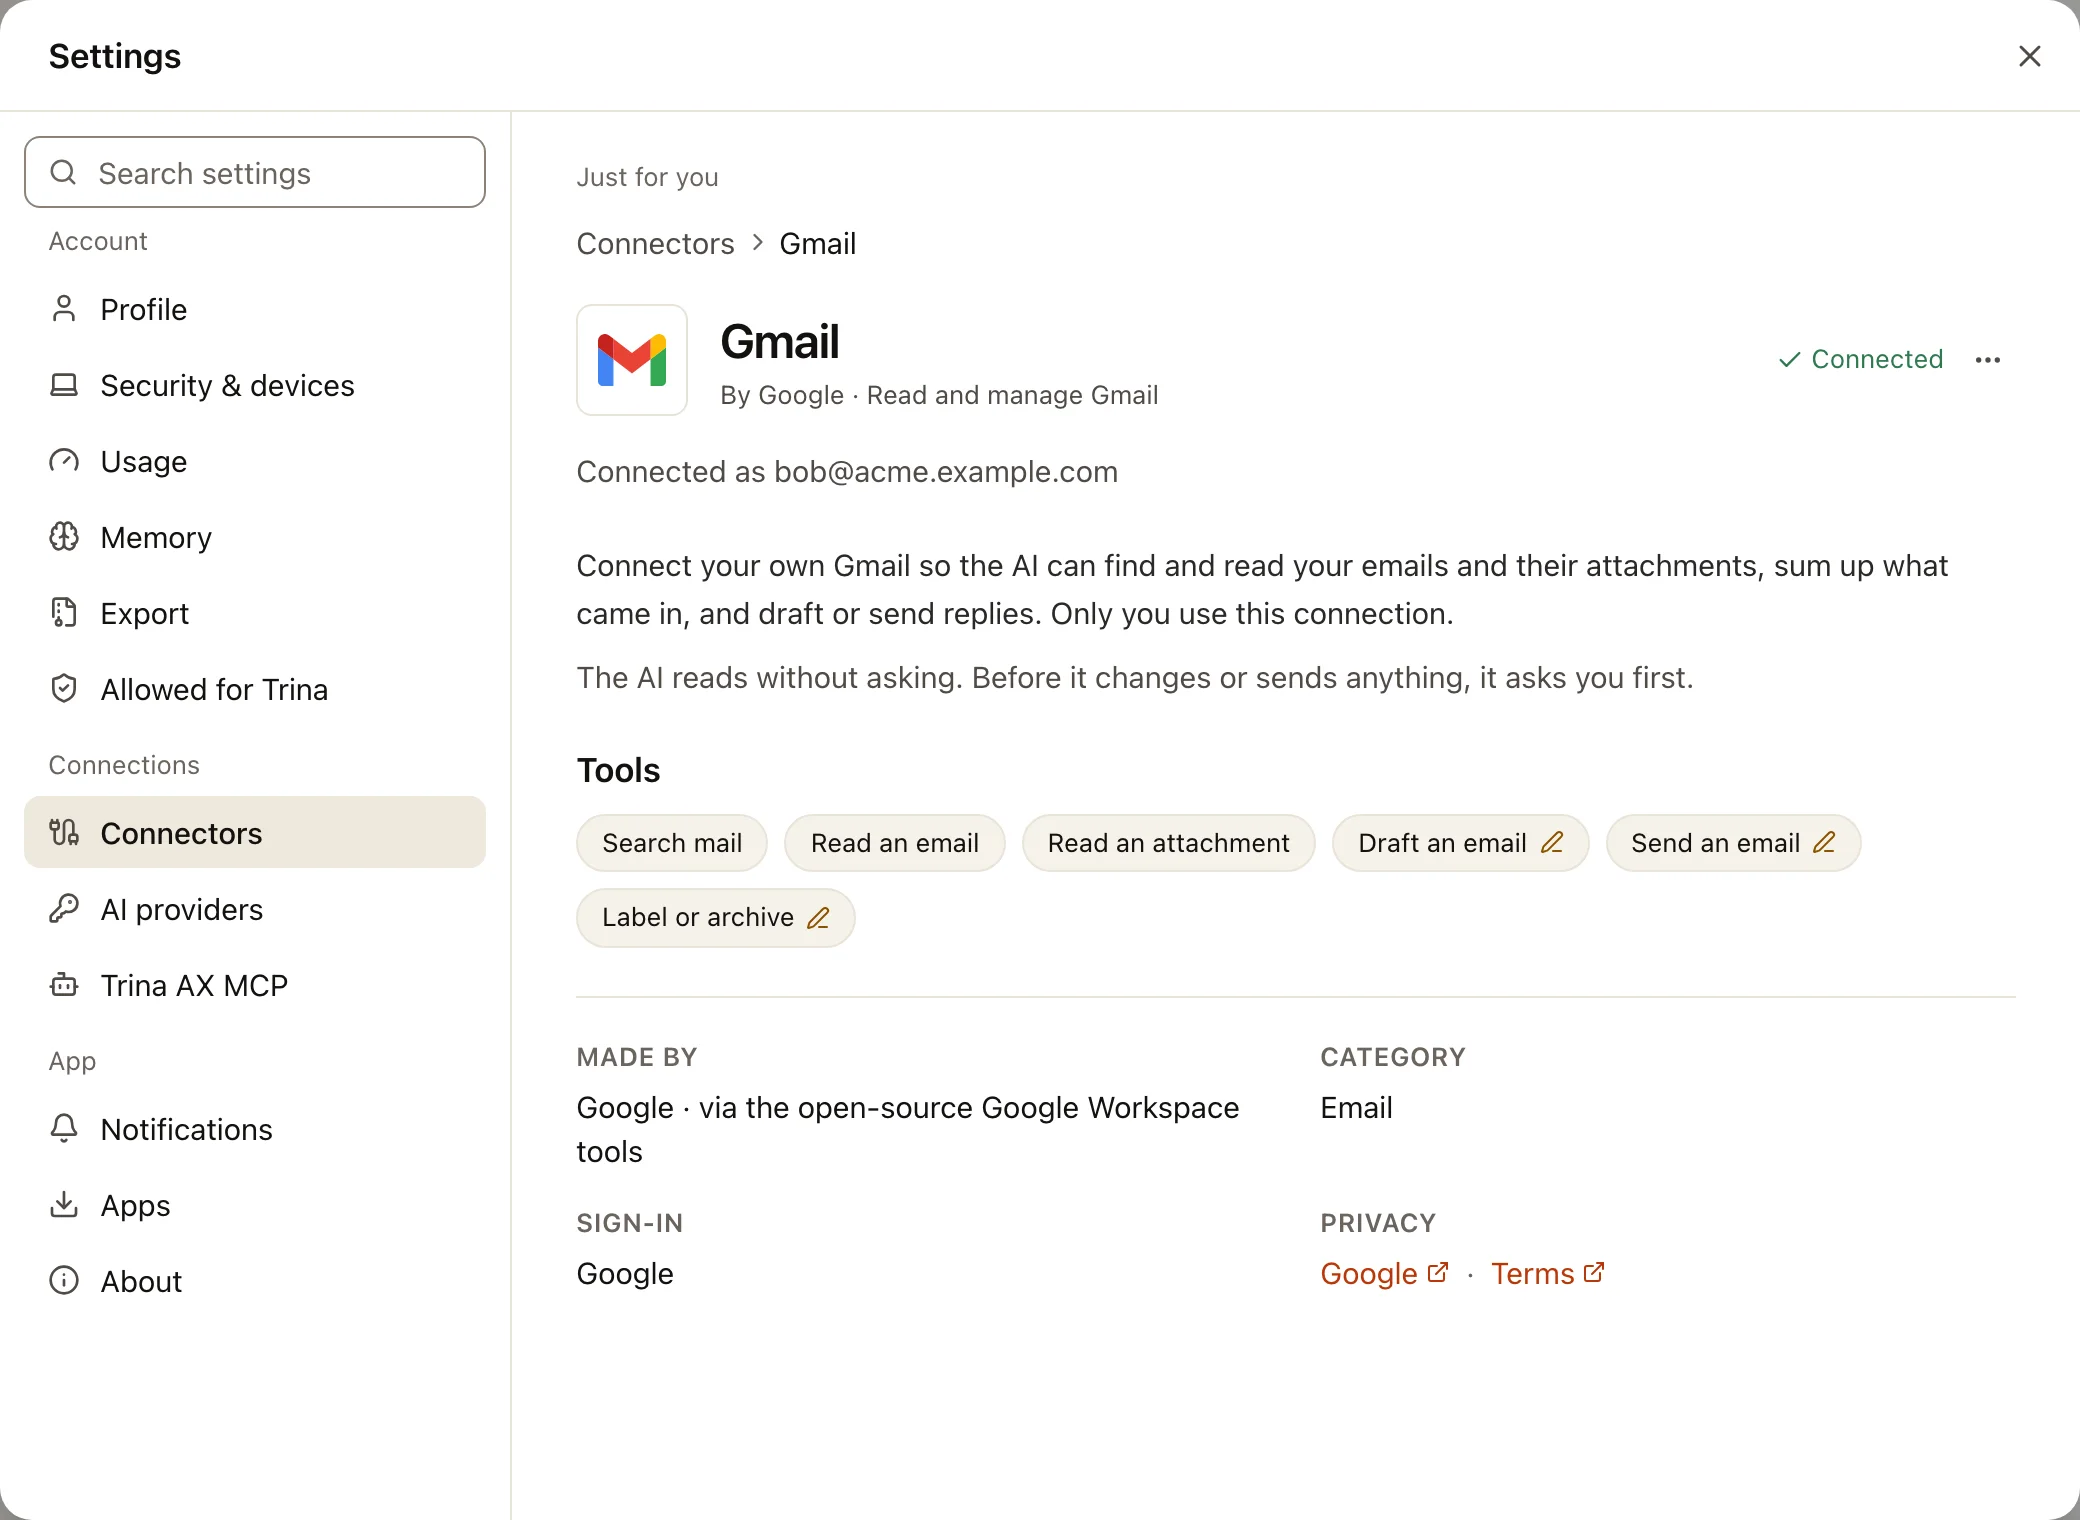 Settings
Search settings
Account
Profile
Security & devices
Usage
Memory
Export
Allowed for Trina
Connections
Connectors
AI providers
Trina AX MCP
App
Notifications
Apps
About
Just for you
Connectors > Gmail
Gmail
By Google · Read and manage Gmail
Connected
Connected as bob@acme.example.com
Connect your own Gmail so the AI can find and read your emails and their attachments, sum up what
came in, and draft or send replies. Only you use this connection.
The AI reads without asking. Before it changes or sends anything, it asks you first.
Tools
Search mail
Read an email
Read an attachment
Draft an email
Send an email
Label or archive
MADE BY
Google · via the open-source Google Workspace
tools
CATEGORY
Email
SIGN-IN
Google
PRIVACY
Google · Terms